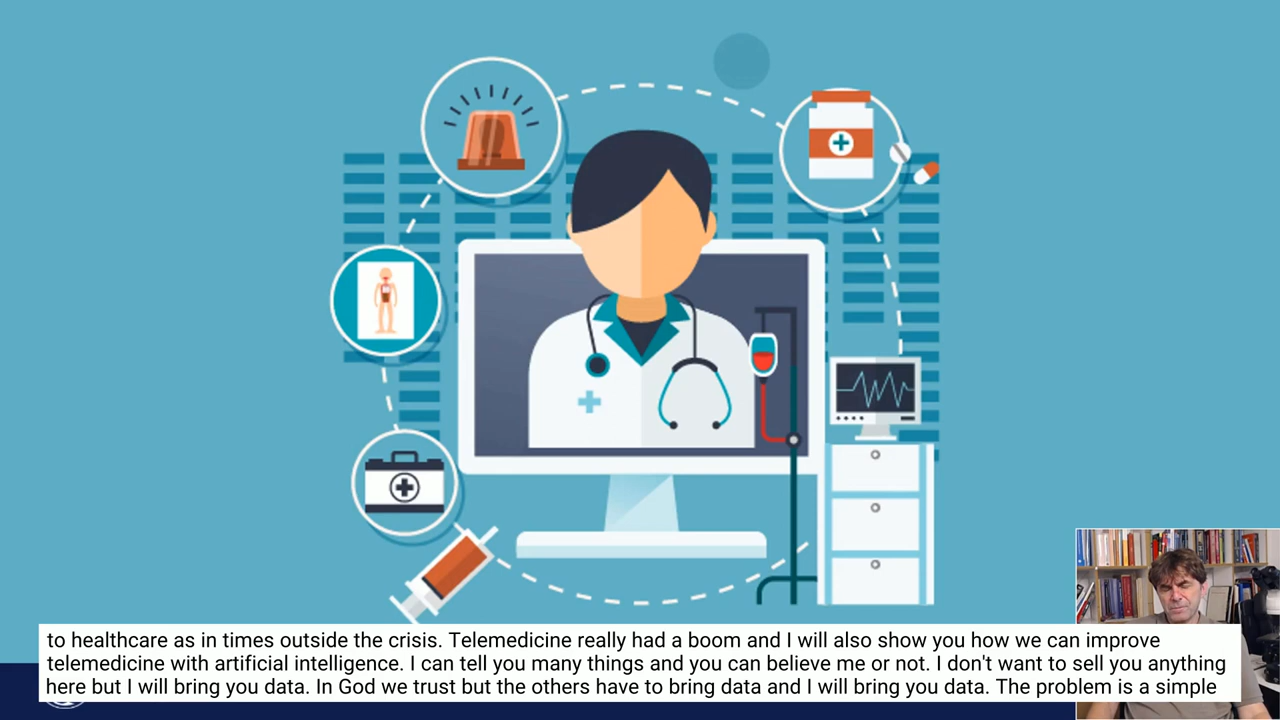 to healthcare as in times outside the crisis. Telemedicine really had a boom and I will also show you how we can improve
telemedicine with artificial intelligence. I can tell you many things and you can believe me or not. I don't want to sell you anything
here but I will bring you data. In God we trust but the others have to bring data and I will bring you data. The problem is a simple